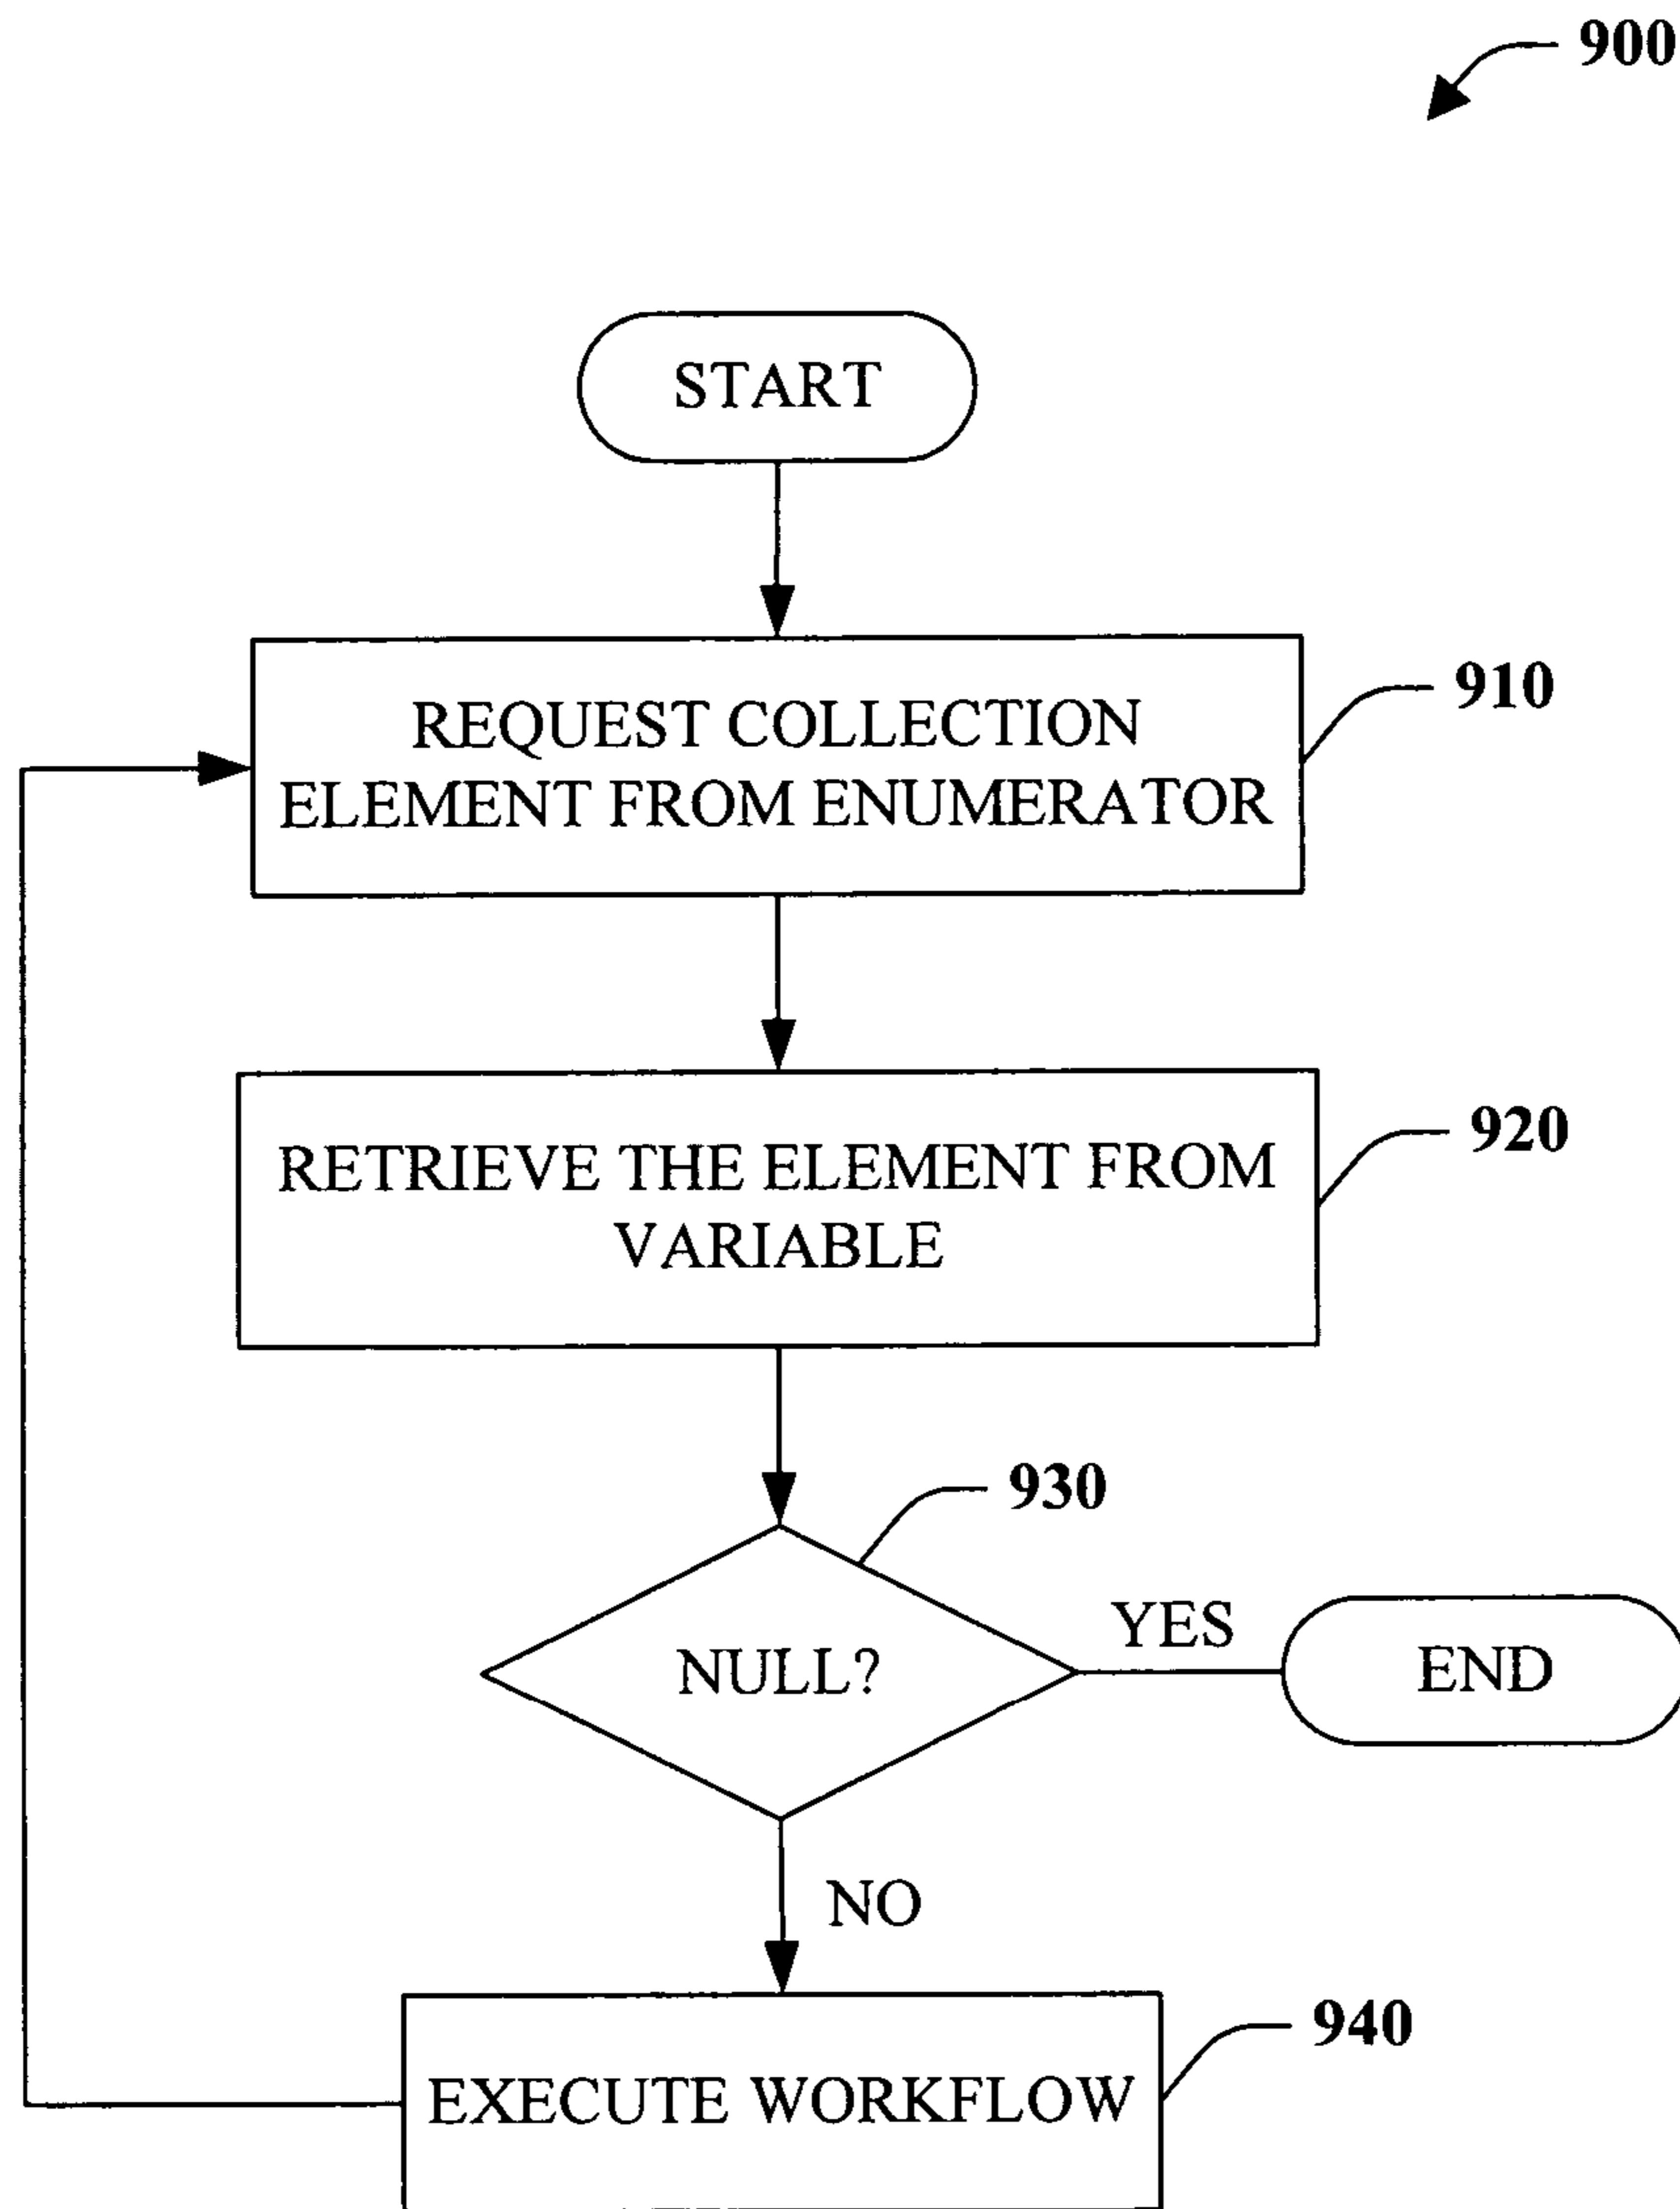 900
START
REQUEST COLLECTION
ELEMENT FROM ENUMERATOR
910
RETRIEVE THE ELEMENT FROM
VARIABLE
920
930
NULL?
YES
END
NO
EXECUTE WORKFLOW
940